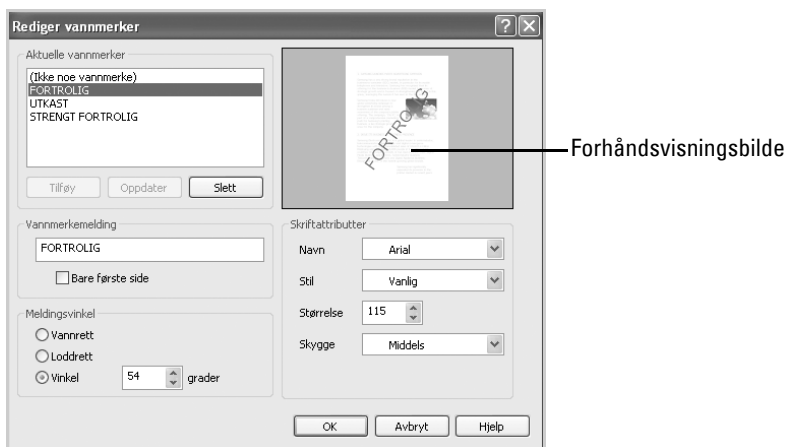 Rediger vannmerker
Aktuelle vannmerker
(Ikke noe vannmerke)
FORTROLIG
UTKAST
STRENGT FORTROLIG
Tilføy Oppdater Slett
FORTROLIG
Forhåndsvisningsbilde
Vannmerkemelding
FORTROLIG
Bare første side
Meldingsvinkel
Vannrett
Loddrett
Vinkel 54 grader
Skriftattributter
Navn Arial
Stil Vanlig
Størrelse 115
Skygge Middels
OK Avbryt Hjelp